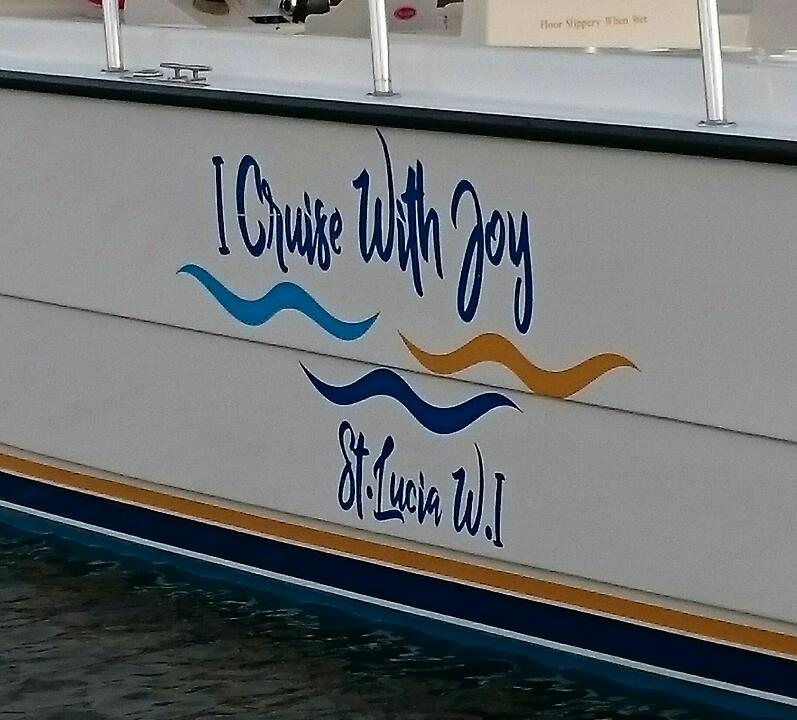 Floor Slippery When Wet
I Cruise With Joy
St.Lucia W.I